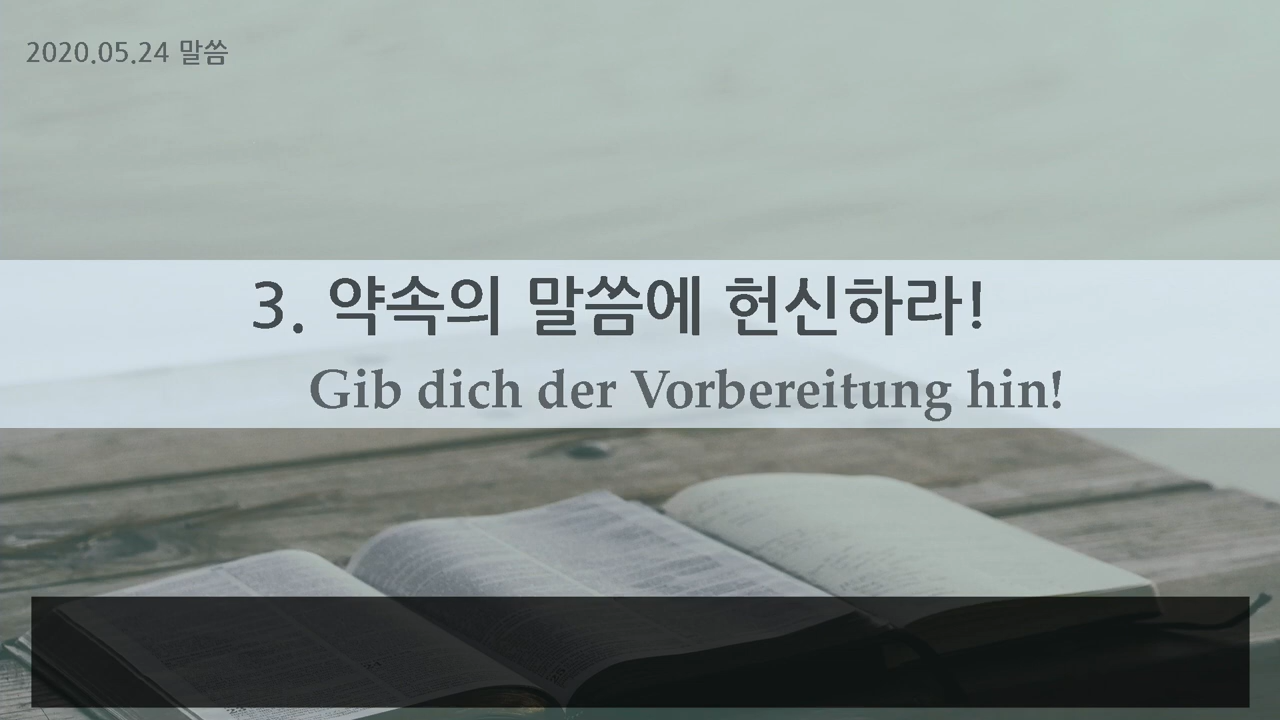 2020.05.24 말씀
3. 약속의 말씀에 헌신하라!
Gib dich der Vorbereitung hin!